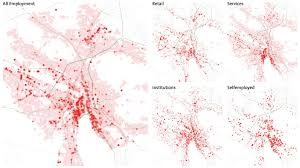 All Employment
Retail
Services
Institutions
Selfemployed